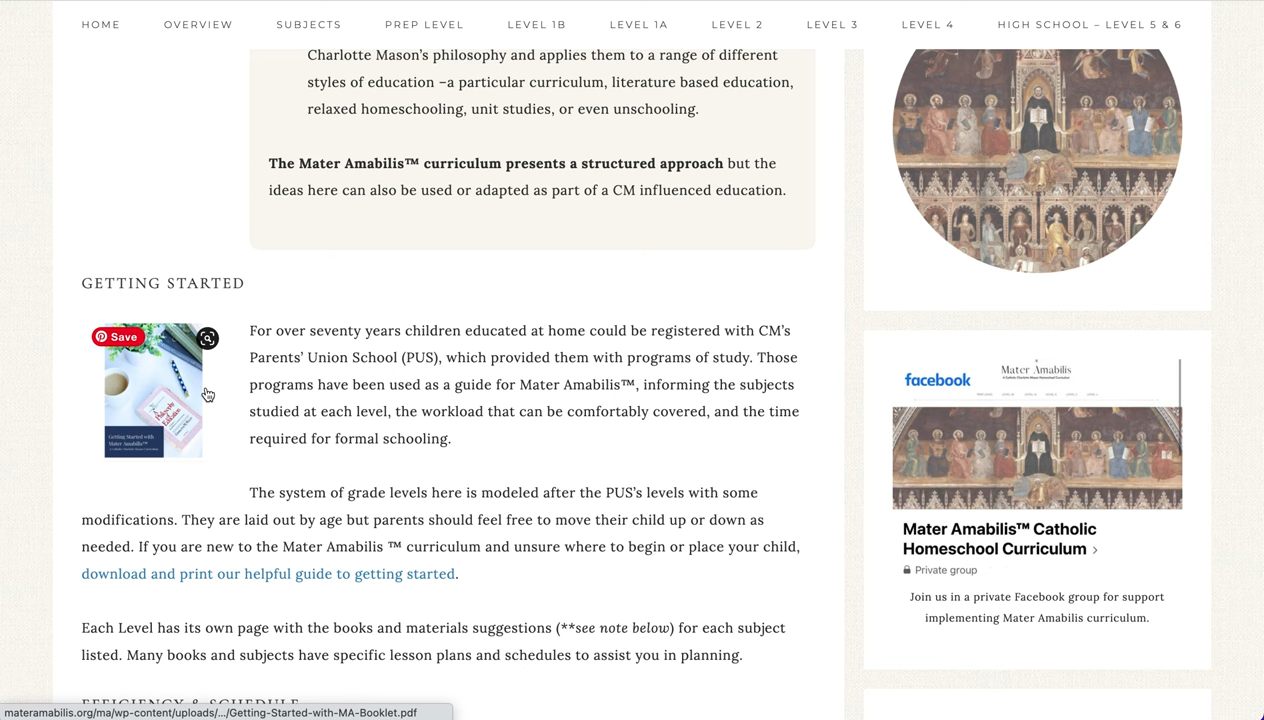 HOME OVERVIEW SUBJECTS PREP LEVEL LEVEL 1B LEVEL 1A LEVEL 2 LEVEL 3 LEVEL 4 HIGH SCHOOL – LEVEL 5 & 6
Charlotte Mason’s philosophy and applies them to a range of different
styles of education –a particular curriculum, literature based education,
relaxed homeschooling, unit studies, or even unschooling.
The Mater Amabilis™ curriculum presents a structured approach but the
ideas here can also be used or adapted as part of a CM influenced education.
GETTING STARTED
Save
Getting Started with
Mater Amabilis™
For over seventy years children educated at home could be registered with CM’s
Parents’ Union School (PUS), which provided them with programs of study. Those
programs have been used as a guide for Mater Amabilis™, informing the subjects
studied at each level, the workload that can be comfortably covered, and the time
required for formal schooling.
The system of grade levels here is modeled after the PUS’s levels with some
modifications. They are laid out by age but parents should feel free to move their child up or down as
needed. If you are new to the Mater Amabilis ™ curriculum and unsure where to begin or place your child,
download and print our helpful guide to getting started.
Each Level has its own page with the books and materials suggestions (**see note below) for each subject
listed. Many books and subjects have specific lesson plans and schedules to assist you in planning.
EFFICIENCY & SCHEDULE
materamabilis.org/ma/wp-content/uploads/.../Getting-Started-with-MA-Booklet.pdf
facebook
Mater Amabilis
Mater Amabilis™ Catholic
Homeschool Curriculum
Private group
Join us in a private Facebook group for support
implementing Mater Amabilis curriculum.